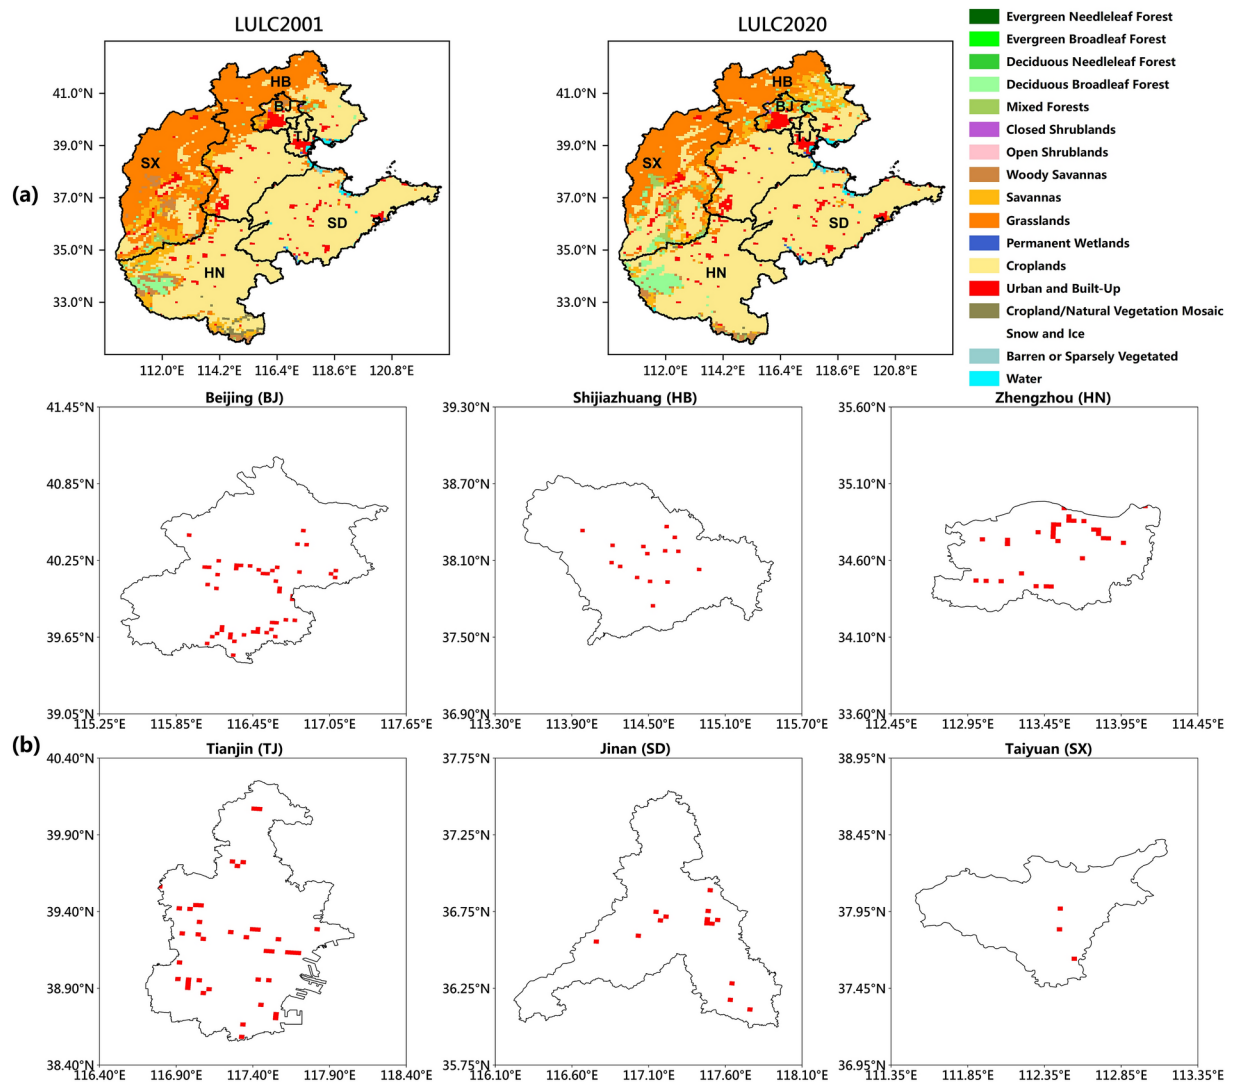 LULC2001
LULC2020
Evergreen Needleleaf Forest
Evergreen Broadleaf Forest
Deciduous Needleleaf Forest
Deciduous Broadleaf Forest
Mixed Forests
Closed Shrublands
Open Shrublands
Woody Savannas
Savannas
Grasslands
Permanent Wetlands
Croplands
Urban and Built-Up
Cropland/Natural Vegetation Mosaic
Snow and Ice
Barren or Sparsely Vegetated
Water
(a)
41.0°N
39.0°N
37.0°N
35.0°N
33.0°N
HB
BJ
TJ
SX
SD
HN
112.0°E 114.2°E 116.4°E 118.6°E 120.8°E
41.0°N
39.0°N
37.0°N
35.0°N
33.0°N
HB
BJ
TJ
SX
SD
HN
112.0°E 114.2°E 116.4°E 118.6°E 120.8°E
(b)
Beijing (BJ)
41.45°N
40.85°N
40.25°N
39.65°N
39.05°N
115.25°E 115.85°E 116.45°E 117.05°E 117.65°E
Shijiazhuang (HB)
39.30°N
38.70°N
38.10°N
37.50°N
36.90°N
113.30°E 113.90°E 114.50°E 115.10°E 115.70°E
Zhengzhou (HN)
35.60°N
35.10°N
34.60°N
34.10°N
33.60°N
112.45°E 112.95°E 113.45°E 113.95°E 114.45°E
Tianjin (TJ)
40.40°N
39.90°N
39.40°N
38.90°N
38.40°N
116.40°E 116.90°E 117.40°E 117.90°E 118.40°E
Jinan (SD)
37.75°N
37.25°N
36.75°N
36.25°N
35.75°N
116.10°E 116.60°E 117.10°E 117.60°E 118.10°E
Taiyuan (SX)
38.95°N
38.45°N
37.95°N
37.45°N
36.95°N
111.35°E 111.85°E 112.35°E 112.85°E 113.35°E